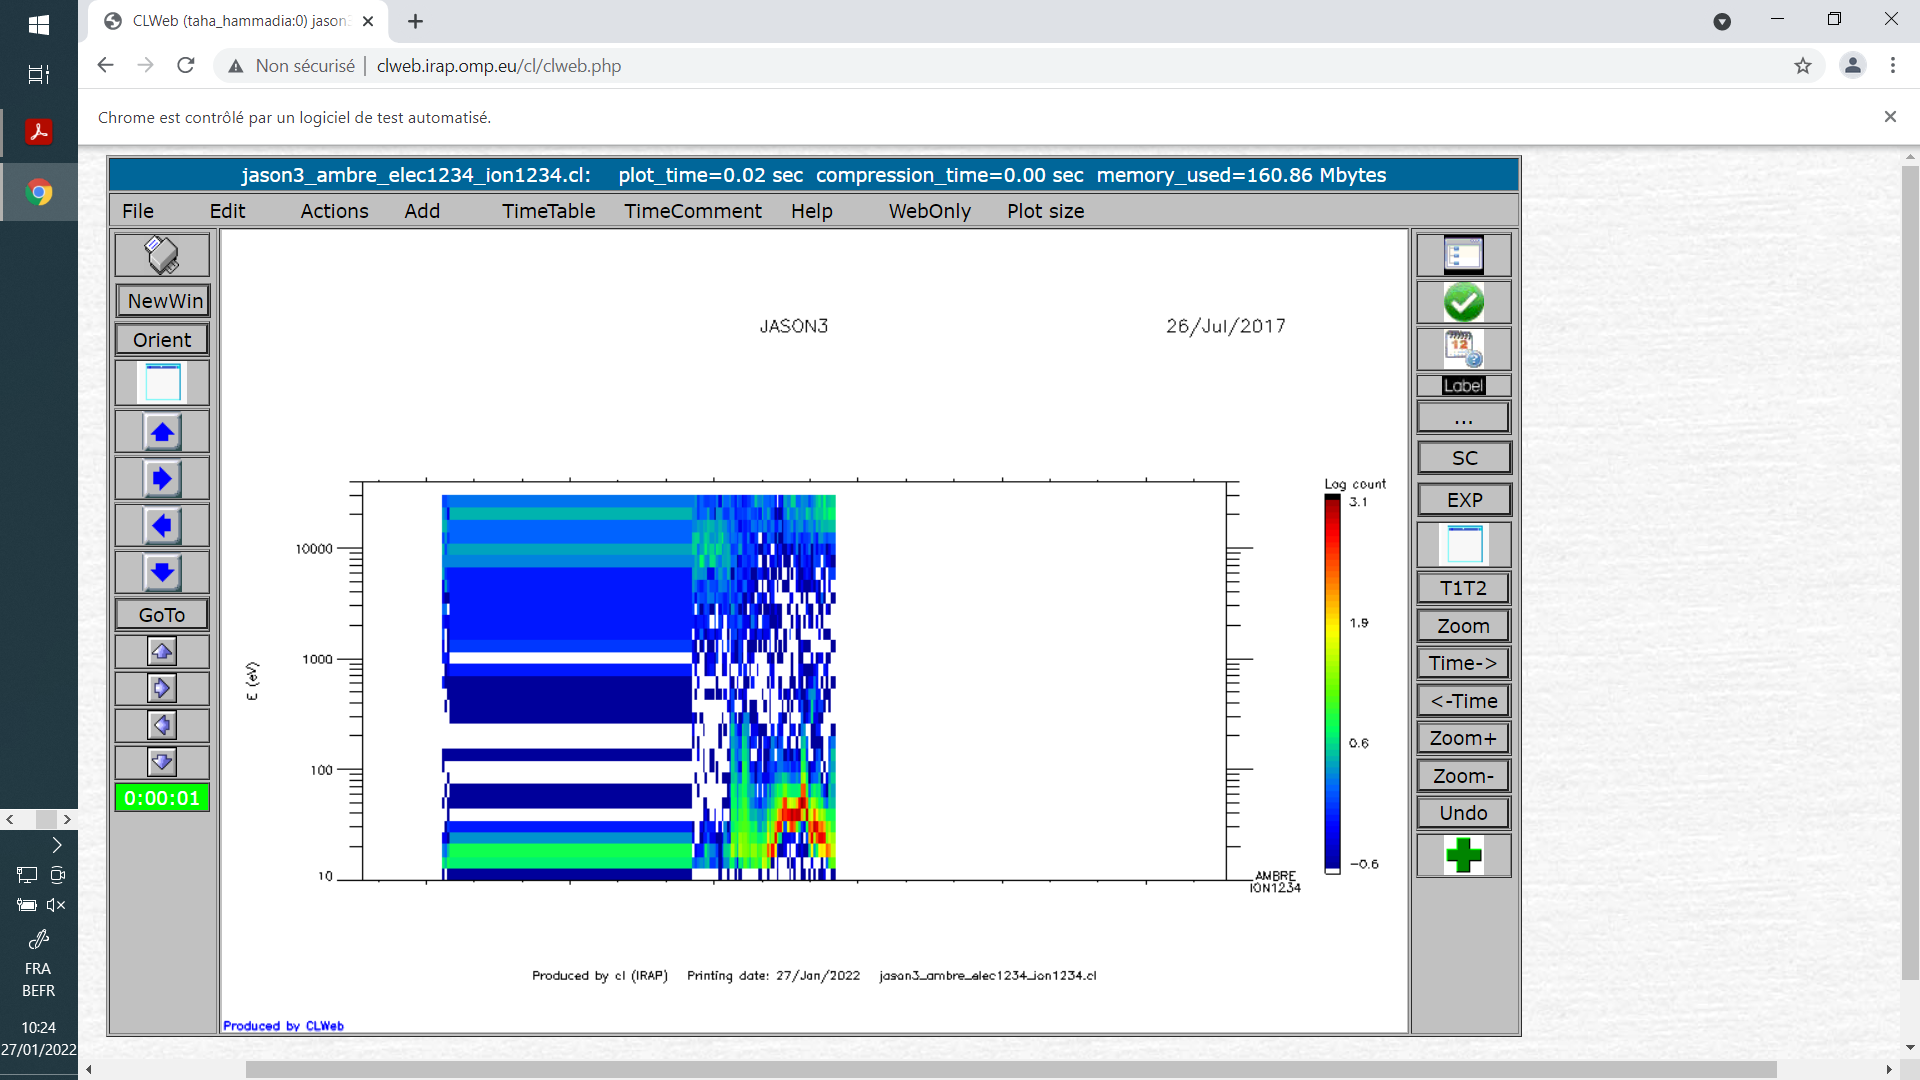 CLWeb (taha_hammadia:0) jason3
Non sécurisé | clweb.irap.omp.eu/cl/clweb.php
Chrome est contrôlé par un logiciel de test automatisé.
jason3_ambre_elec1234_ion1234.cl: plot_time=0.02 sec compression_time=0.00 sec memory_used=160.86 Mbytes
File Edit Actions Add TimeTable TimeComment Help WebOnly Plot size
NewWin
Orient
GoTo
0:00:01
JASON3
26/Jul/2017
Log count
3.1
1.9
0.6
-0.6
10000
1000
100
10
E (eV)
AMBRE
ION1234
Produced by cl (IRAP) Printing date: 27/Jan/2022 jason3_ambre_elec1234_ion1234.cl
Produced by CLWeb
12
Label
...
SC
EXP
T1T2
Zoom
Time->
<-Time
Zoom+
Zoom-
Undo
FRA
BEFR
10:24
27/01/2022